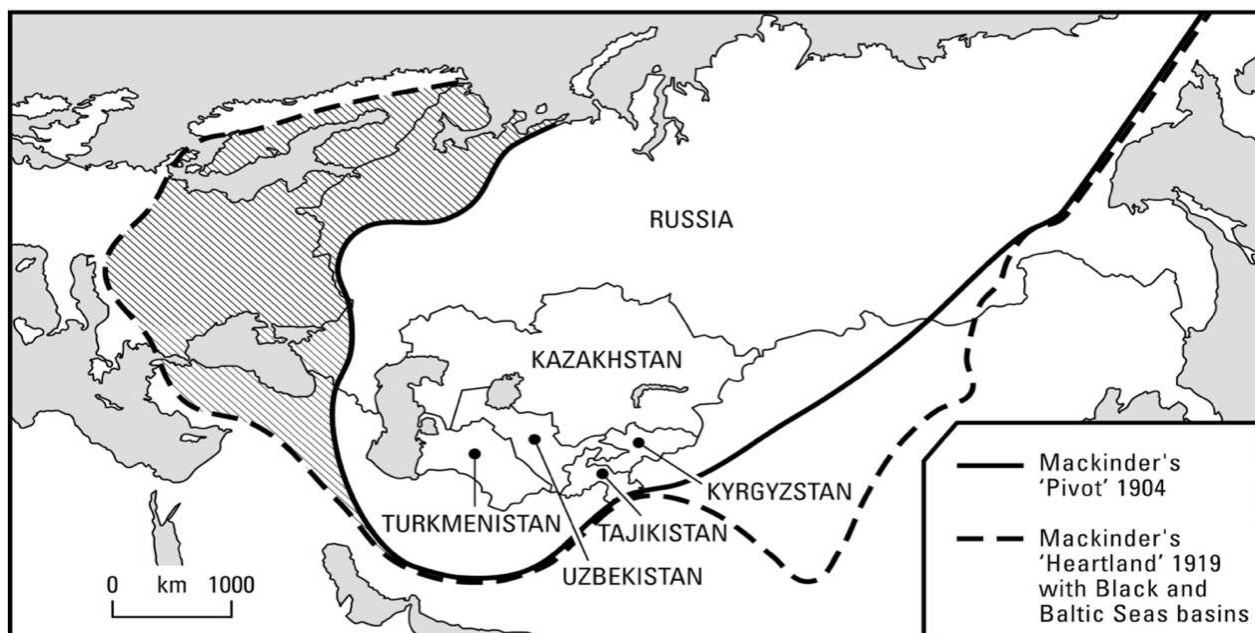 RUSSIA
KAZAKHSTAN
KYRGYZSTAN
TURKMENISTAN
TAJIKISTAN
UZBEKISTAN
0 km 1000
Mackinder's
'Pivot' 1904
Mackinder's
'Heartland' 1919
with Black and
Baltic Seas basins